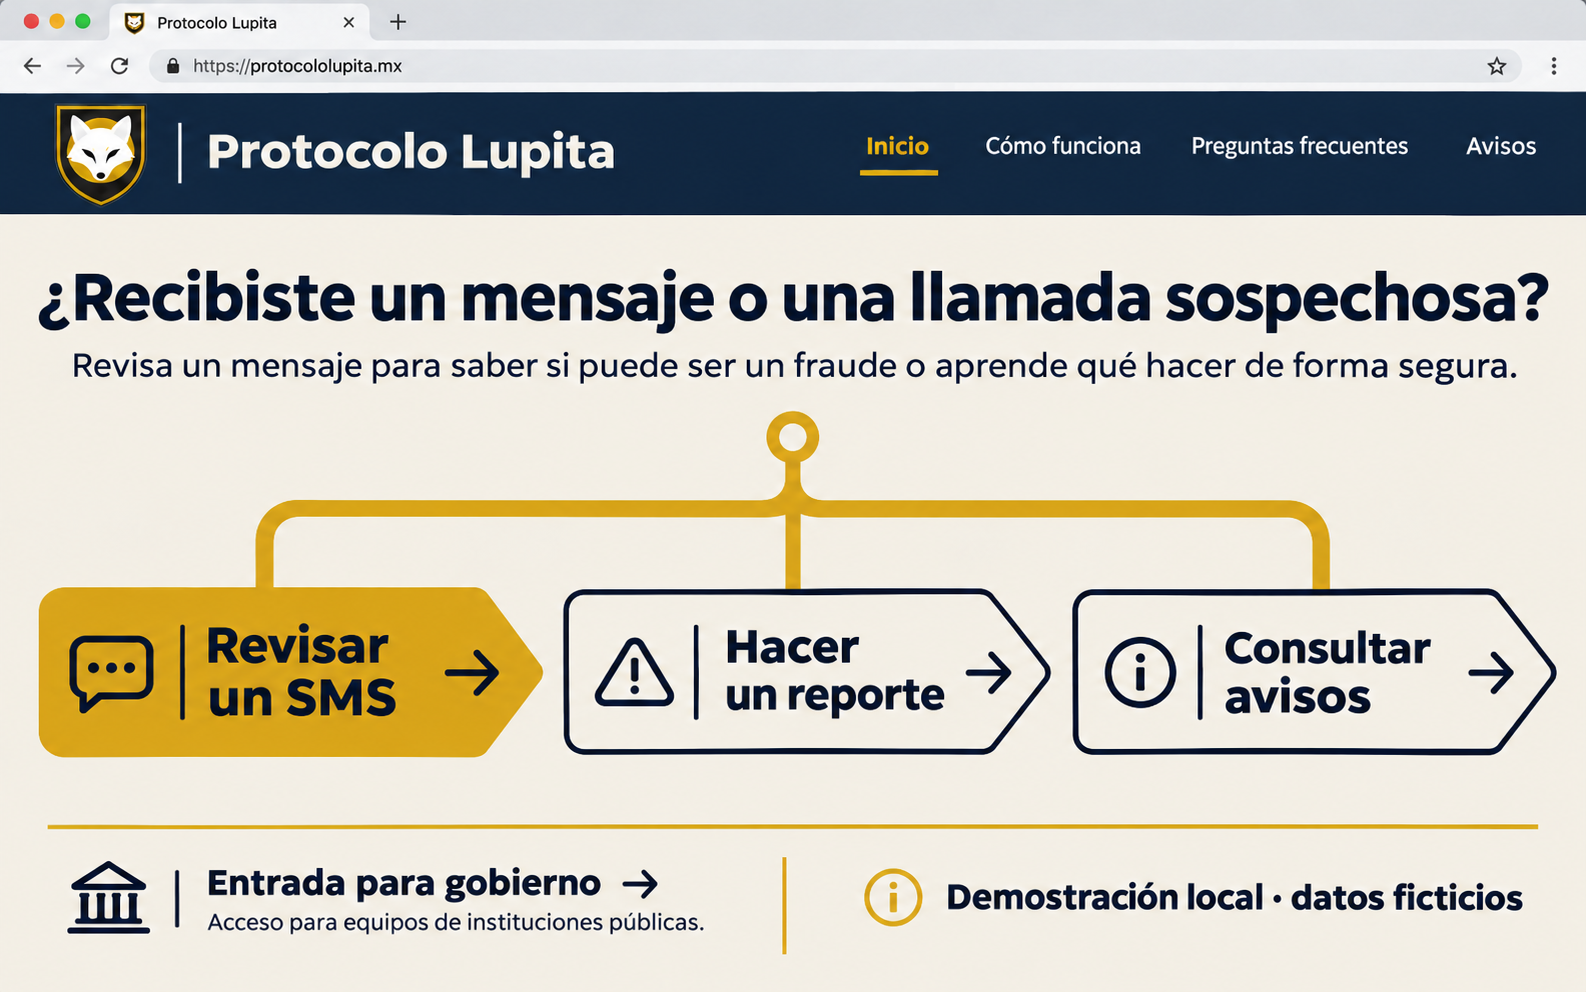 Protocolo Lupita
https://protocololupita.mx
Protocolo Lupita
Inicio
Cómo funciona
Preguntas frecuentes
Avisos
¿Recibiste un mensaje o una llamada sospechosa?
Revisa un mensaje para saber si puede ser un fraude o aprende qué hacer de forma segura.
Revisar
un SMS
Hacer
un reporte
Consultar
avisos
Entrada para gobierno
Acceso para equipos de instituciones públicas.
Demostración local • datos ficticios